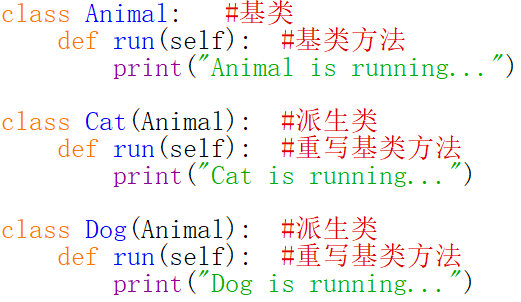 class Animal:   #基类
    def run(self):  #基类方法
        print("Animal is running...")

class Cat(Animal):  #派生类
    def run(self):  #重写基类方法
        print("Cat is running...")

class Dog(Animal):  #派生类
    def run(self):  #重写基类方法
        print("Dog is running...")